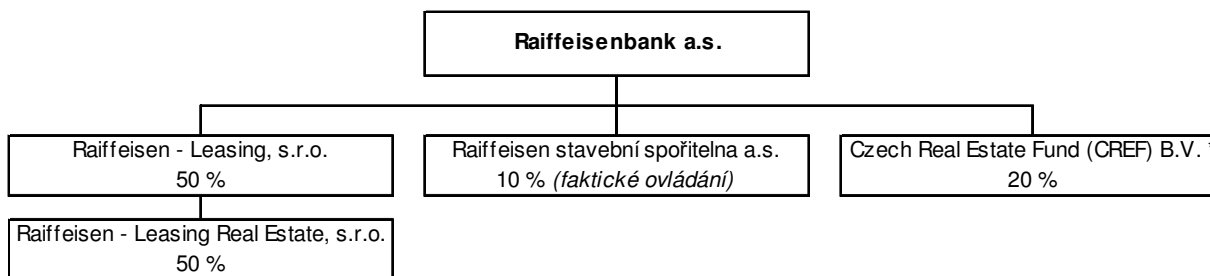 Raiffeisenbank a.s.
Raiffeisen - Leasing, s.r.o.
50 %
Raiffeisen stavební spořitelna a.s.
10 % (faktické ovládání)
Czech Real Estate Fund (CREF) B.V. *
20 %
Raiffeisen - Leasing Real Estate, s.r.o.
50 %